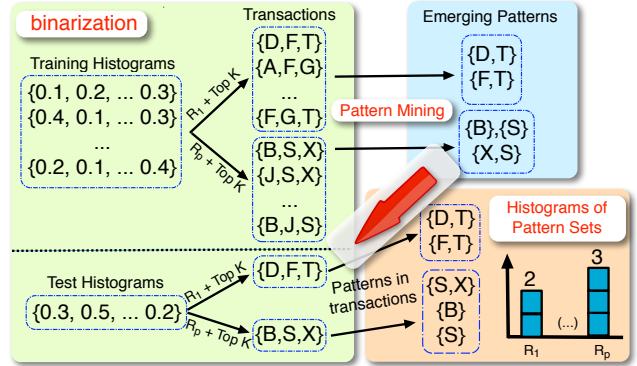 binarization
Training Histograms
{0.1, 0.2, ... 0.3}
{0.4, 0.1, ... 0.3}
...
{0.2, 0.1, ... 0.4}
R1 + Top K
Rp + Top K
Transactions
{D,F,T}
{A,F,G}
...
{F,G,T}
{B,S,X}
{J,S,X}
...
{B,J,S}
Pattern Mining
Emerging Patterns
{D,T}
{F,T}
{B},{S}
{X,S}
Test Histograms
{0.3, 0.5, ... 0.2}
R1 + Top K
Rp + Top K
{D,F,T}
{B,S,X}
Patterns in
transactions
{D,T}
{F,T}
{S,X}
{B}
{S}
Histograms of
Pattern Sets
2
3
(...)
R1
Rp